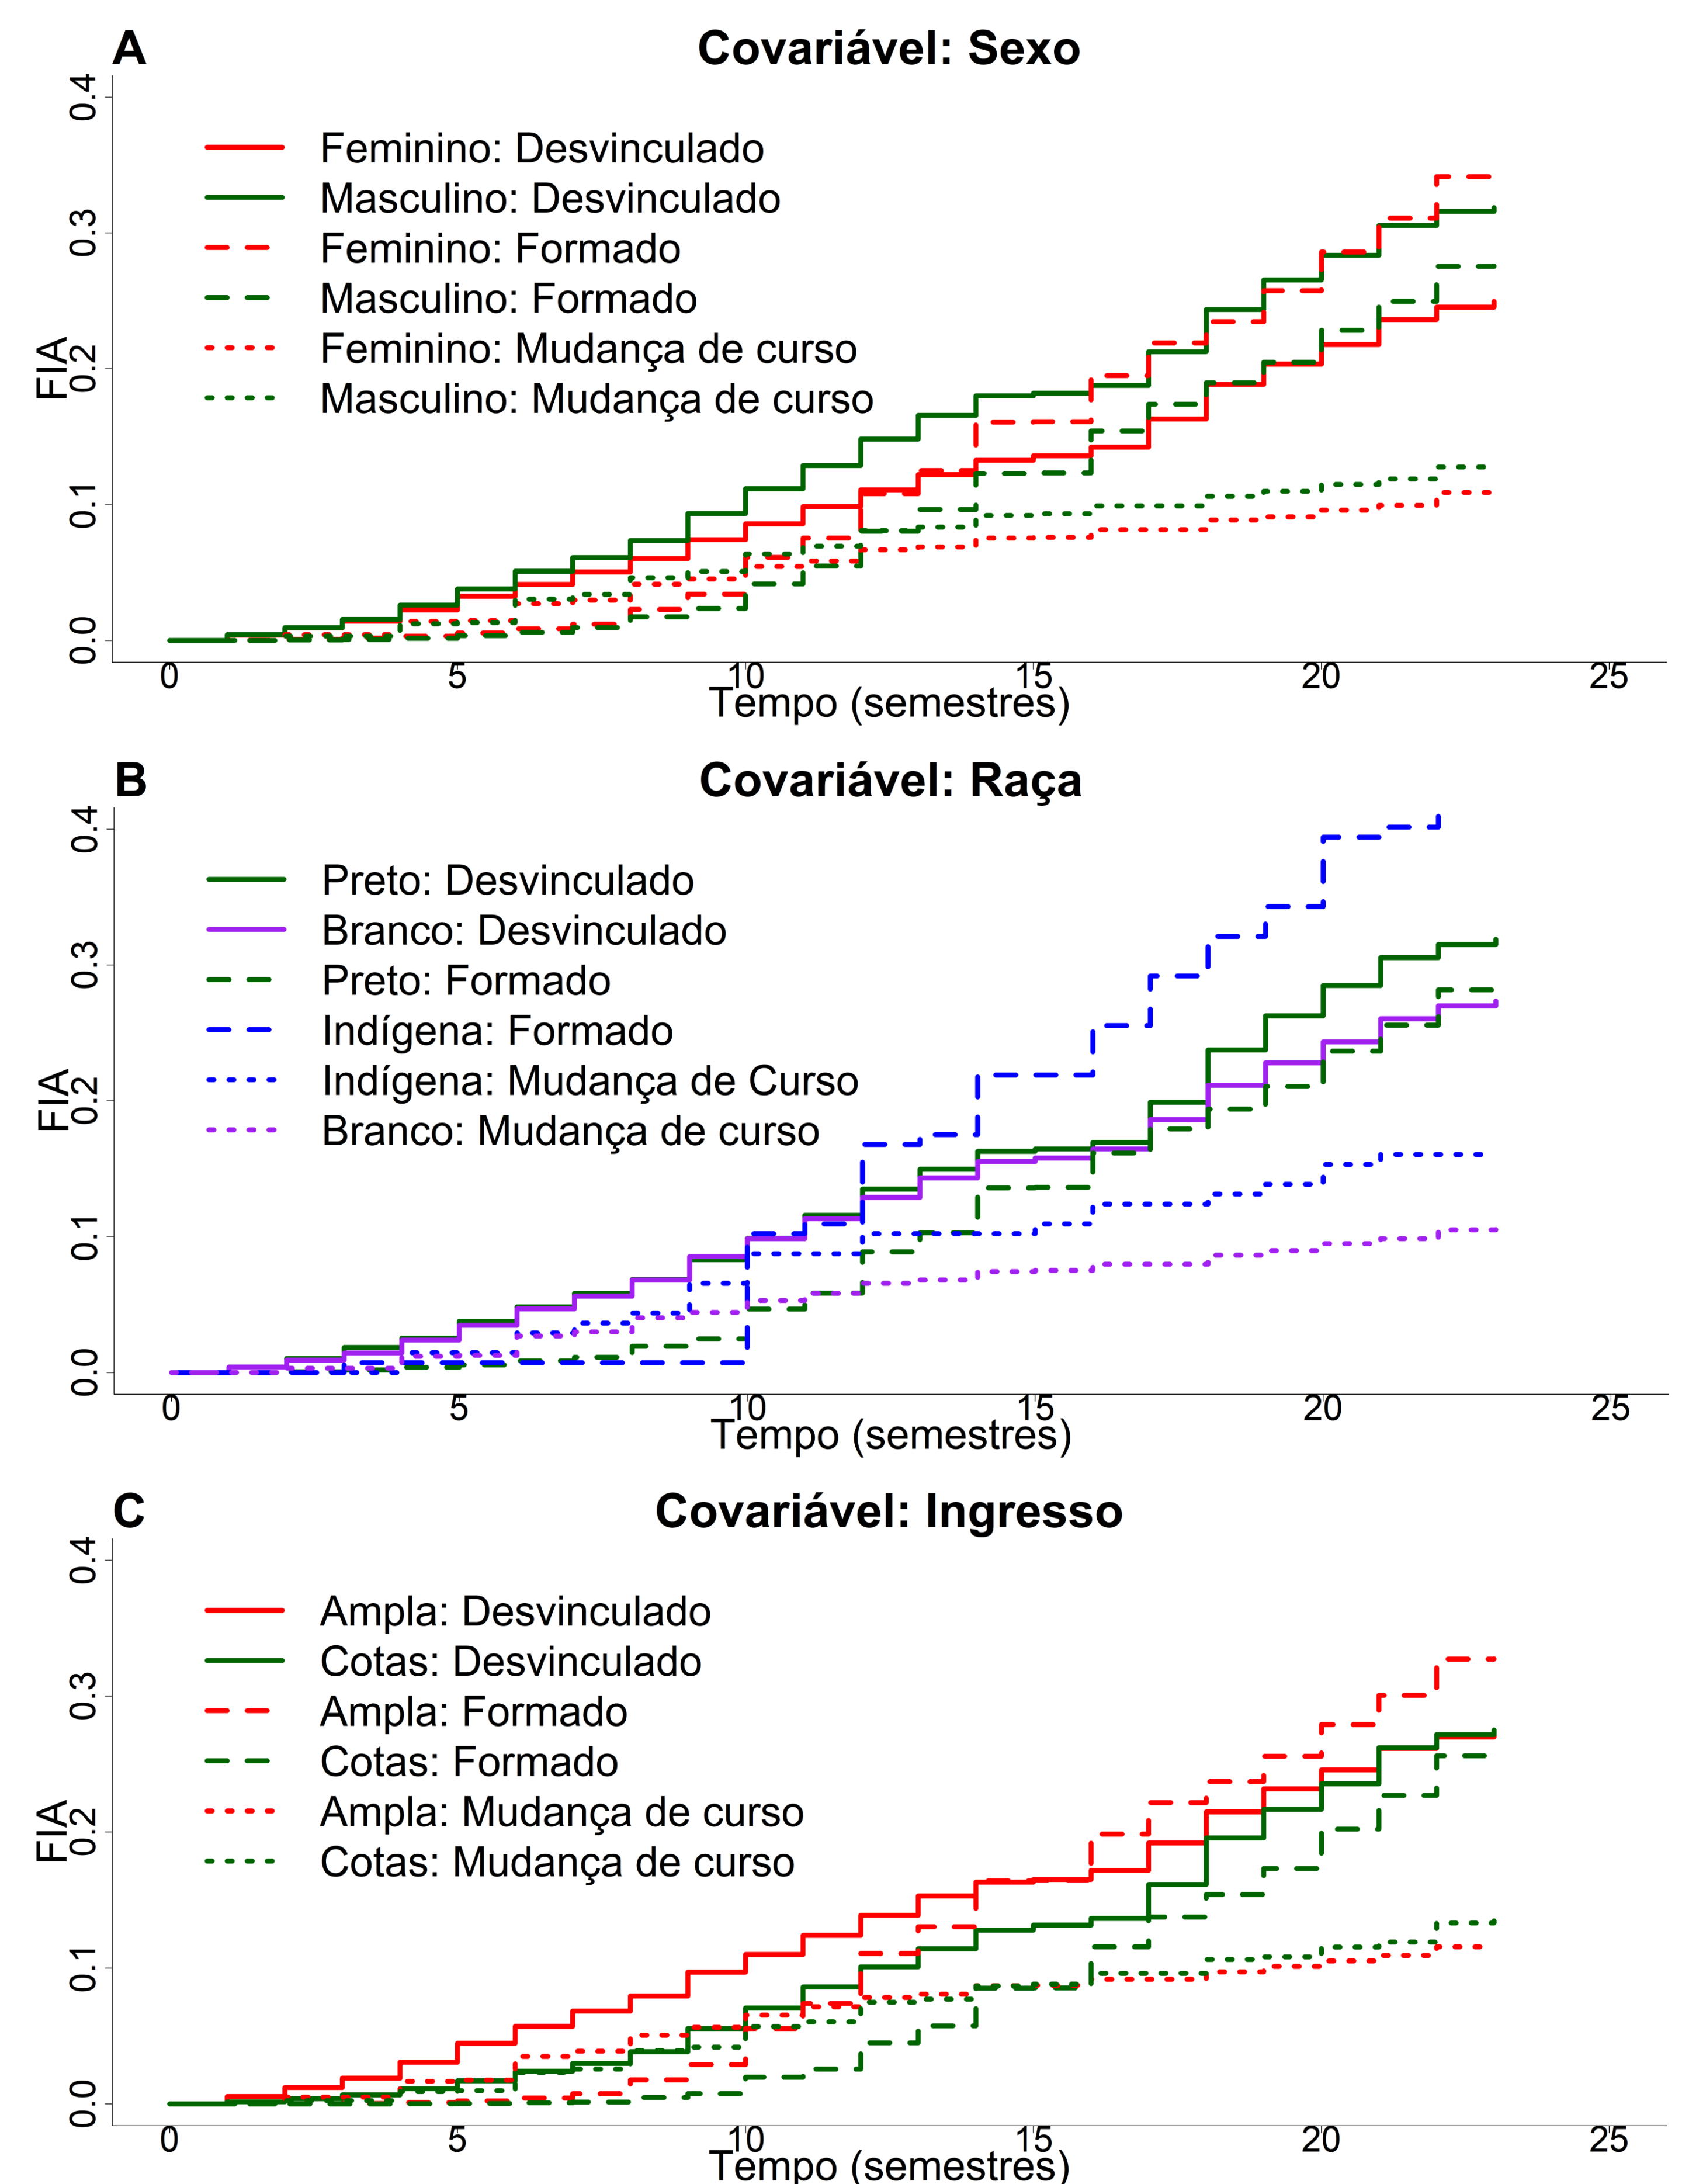 A
Covariável: Sexo
0.4
0.3
0.2
0.1
0.0
FIA
Feminino: Desvinculado
Masculino: Desvinculado
Feminino: Formado
Masculino: Formado
Feminino: Mudança de curso
Masculino: Mudança de curso
0 5 10 15 20 25
Tempo (semestres)
B
Covariável: Raça
0.4
0.3
0.2
0.1
0.0
FIA
Preto: Desvinculado
Branco: Desvinculado
Preto: Formado
Indígena: Formado
Indígena: Mudança de Curso
Branco: Mudança de curso
0 5 10 15 20 25
Tempo (semestres)
C
Covariável: Ingresso
0.4
0.3
0.2
0.1
0.0
FIA
Ampla: Desvinculado
Cotas: Desvinculado
Ampla: Formado
Cotas: Formado
Ampla: Mudança de curso
Cotas: Mudança de curso
0 5 10 15 20 25
Tempo (semestres)